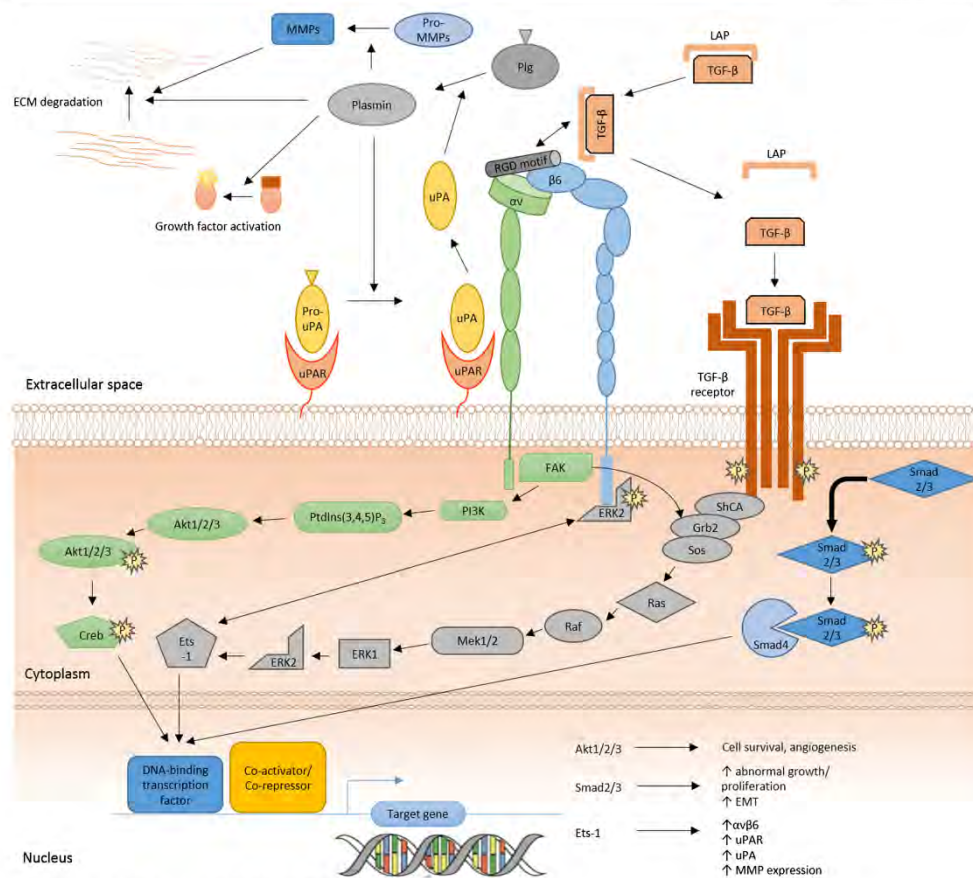 MMPs
Pro-
MMPs
Plg
LAP
TGF-β
ECM degradation
Plasmin
TGF-β
RGD motif
β6
αv
LAP
uPA
Growth factor activation
TGF-β
Pro-
uPA
uPA
TGF-β
uPAR
uPAR
TGF-β
receptor
Extracellular space
FAK
P
P
Smad
2/3
P
ERK2
ShCA
PI3K
PtdIns(3,4,5)P3
Akt1/2/3
Grb2
Sos
Akt1/2/3
P
Smad
2/3
P
Ras
Creb
P
Ets
-1
Raf
Mek1/2
ERK1
ERK2
Smad4
Smad
2/3
P
Cytoplasm
DNA-binding
transcription
factor
Co-activator/
Co-repressor
Target gene
Akt1/2/3
Cell survival, angiogenesis
Smad2/3
↑ abnormal growth/
proliferation
↑ EMT
Ets-1
↑αvβ6
↑ uPAR
↑ uPA
↑ MMP expression
Nucleus